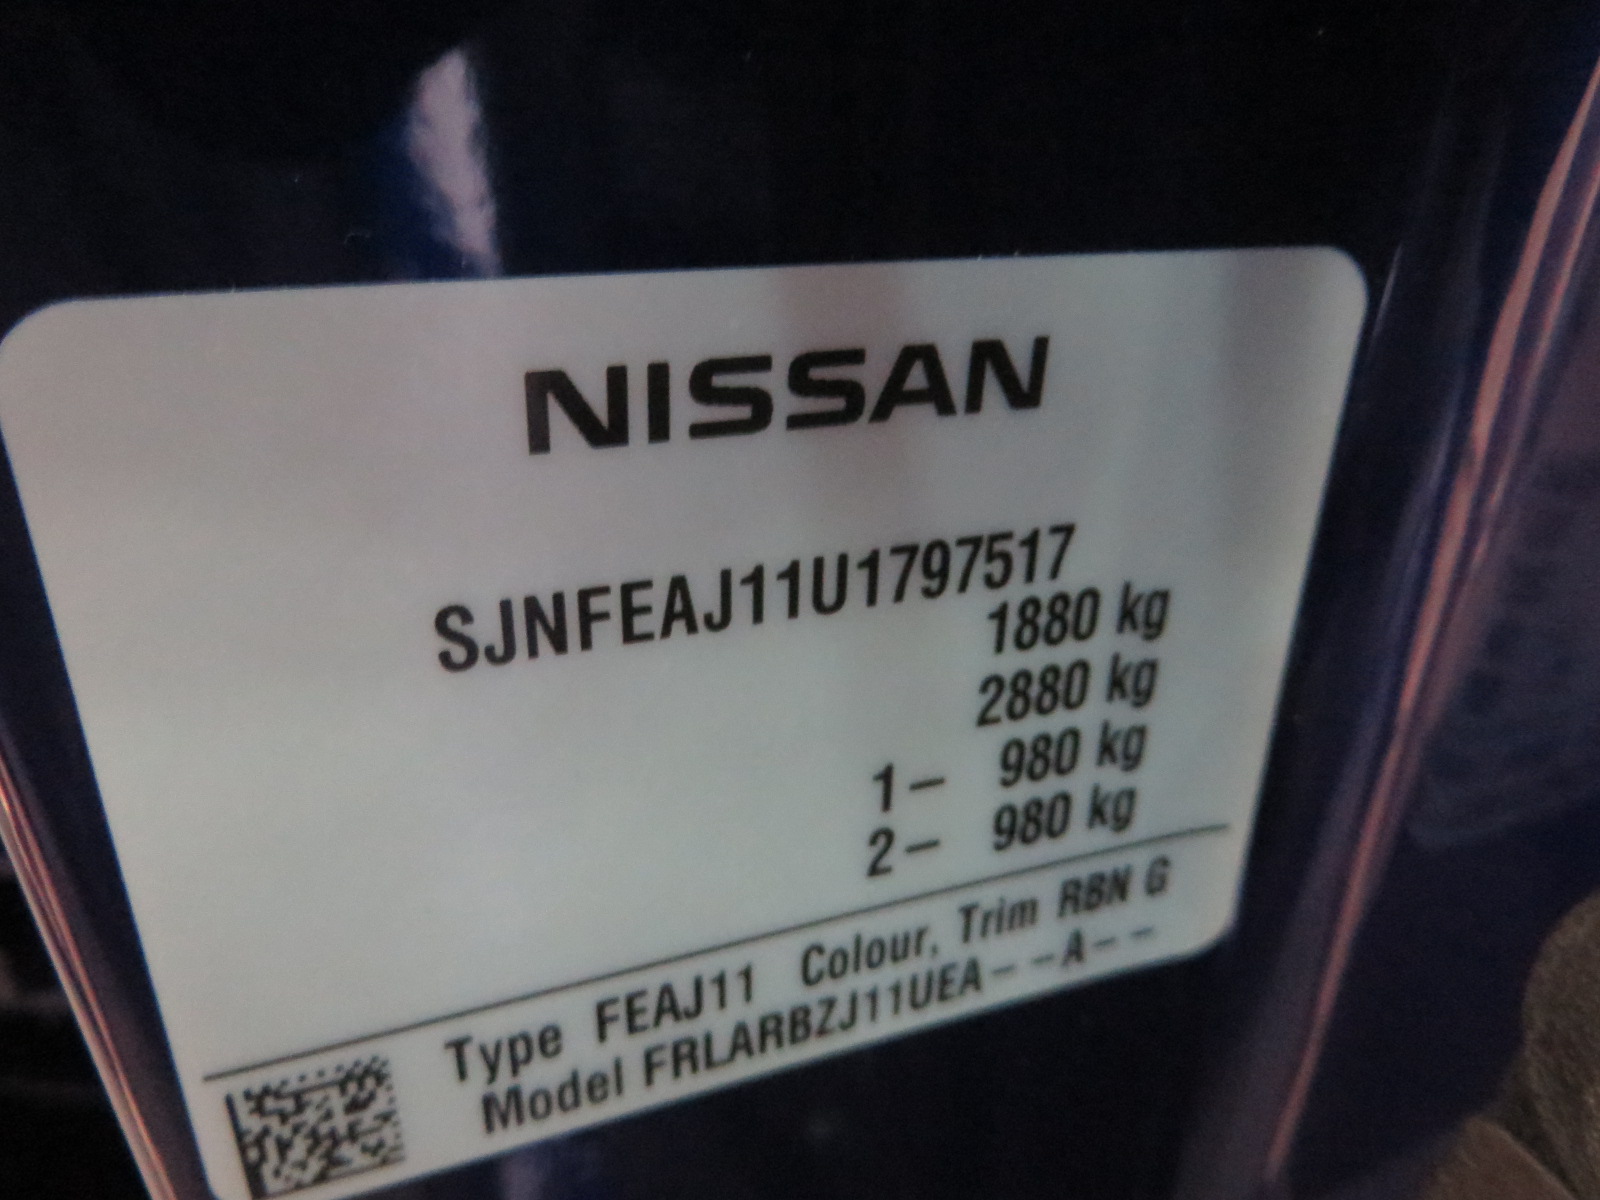 NISSAN
SJNFEAJ11U1797517
1880 kg
2880 kg
1- 980 kg
2- 980 kg
Type FEAJ11 Colour, Trim RBN G
Model FRLARBZJ11UEA--A--